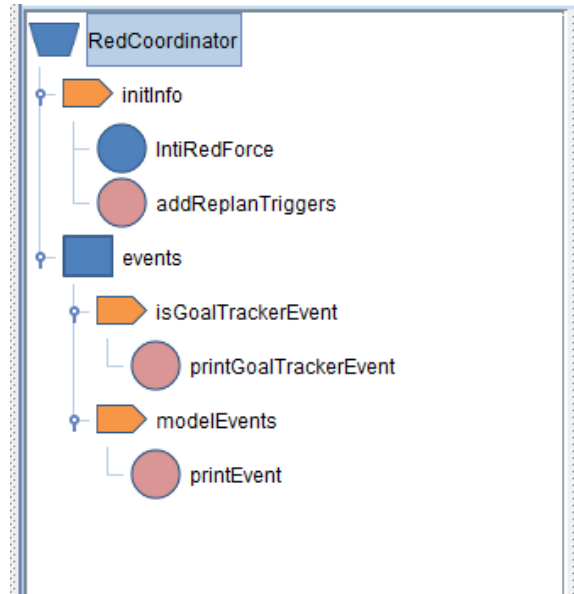 RedCoordinator
initInfo
IntiRedForce
addReplanTriggers
events
isGoalTrackerEvent
printGoalTrackerEvent
modelEvents
printEvent